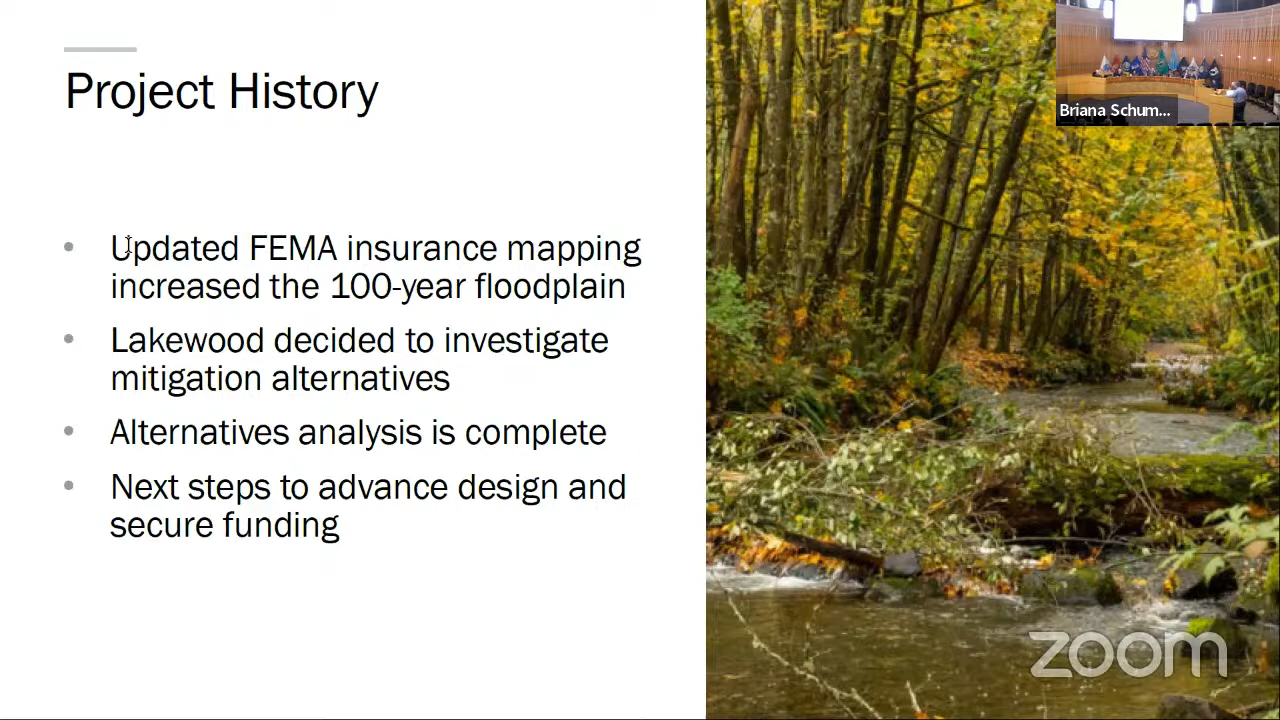 Project History
Updated FEMA insurance mapping
increased the 100-year floodplain
Lakewood decided to investigate
mitigation alternatives
Alternatives analysis is complete
Next steps to advance design and
secure funding
Briana Schum...
zoom